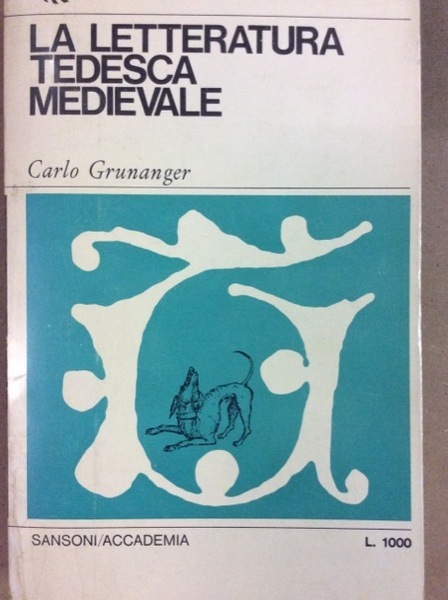 LA LETTERATURA
TEDESCA
MEDIEVALE
Carlo Grunanger
SANSONI/ACCADEMIA
L. 1000